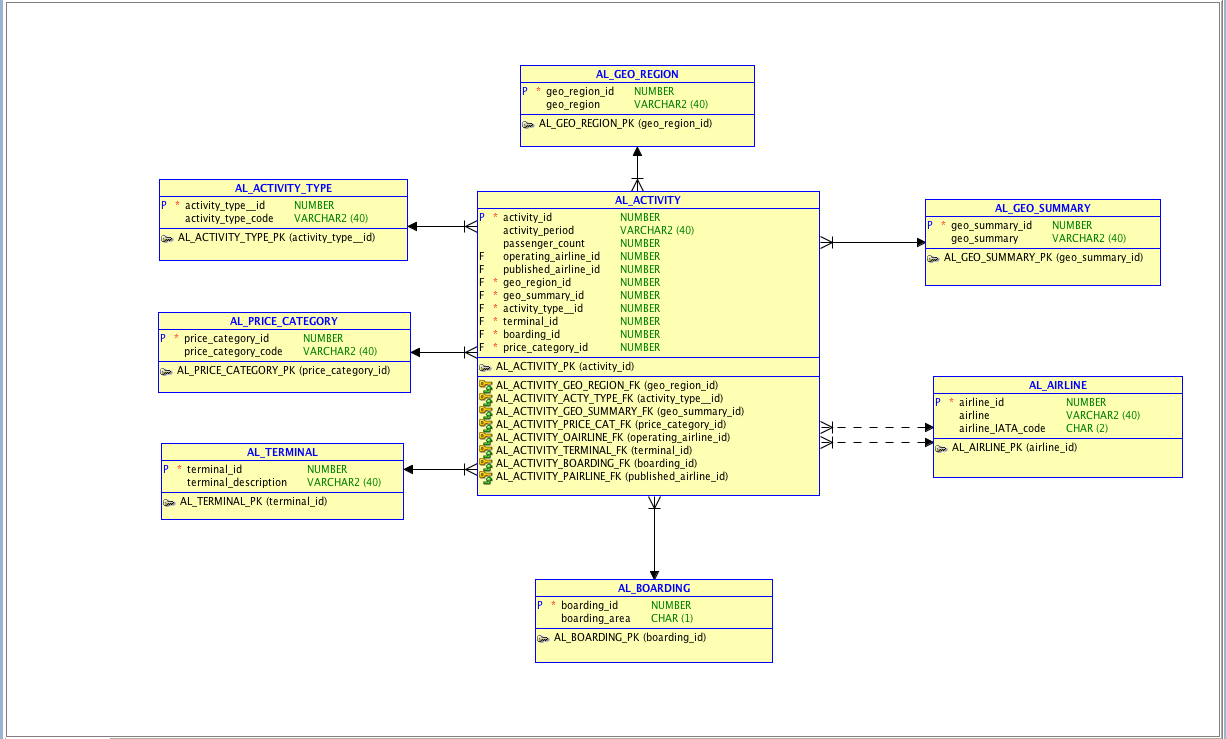 AL_GEO_REGION
P * geo_region_id NUMBER
geo_region VARCHAR2 (40)
AL_GEO_REGION_PK (geo_region_id)
AL_ACTIVITY_TYPE
P * activity_type__id NUMBER
activity_type_code VARCHAR2 (40)
AL_ACTIVITY_TYPE_PK (activity_type__id)
AL_PRICE_CATEGORY
P * price_category_id NUMBER
price_category_code VARCHAR2 (40)
AL_PRICE_CATEGORY_PK (price_category_id)
AL_TERMINAL
P * terminal_id NUMBER
terminal_description VARCHAR2 (40)
AL_TERMINAL_PK (terminal_id)
AL_ACTIVITY
P * activity_id NUMBER
activity_period VARCHAR2 (40)
passenger_count NUMBER
F operating_airline_id NUMBER
F published_airline_id NUMBER
F * geo_region_id NUMBER
F * geo_summary_id NUMBER
F * activity_type__id NUMBER
F * terminal_id NUMBER
F * boarding_id NUMBER
F * price_category_id NUMBER
AL_ACTIVITY_PK (activity_id)
AL_ACTIVITY_GEO_REGION_FK (geo_region_id)
AL_ACTIVITY_ACTY_TYPE_FK (activity_type__id)
AL_ACTIVITY_GEO_SUMMARY_FK (geo_summary_id)
AL_ACTIVITY_PRICE_CAT_FK (price_category_id)
AL_ACTIVITY_OAIRLINE_FK (operating_airline_id)
AL_ACTIVITY_TERMINAL_FK (terminal_id)
AL_ACTIVITY_BOARDING_FK (boarding_id)
AL_ACTIVITY_PAIRLINE_FK (published_airline_id)
AL_GEO_SUMMARY
P * geo_summary_id NUMBER
geo_summary VARCHAR2 (40)
AL_GEO_SUMMARY_PK (geo_summary_id)
AL_AIRLINE
P * airline_id NUMBER
airline VARCHAR2 (40)
airline_IATA_code CHAR (2)
AL_AIRLINE_PK (airline_id)
AL_BOARDING
P * boarding_id NUMBER
boarding_area CHAR (1)
AL_BOARDING_PK (boarding_id)